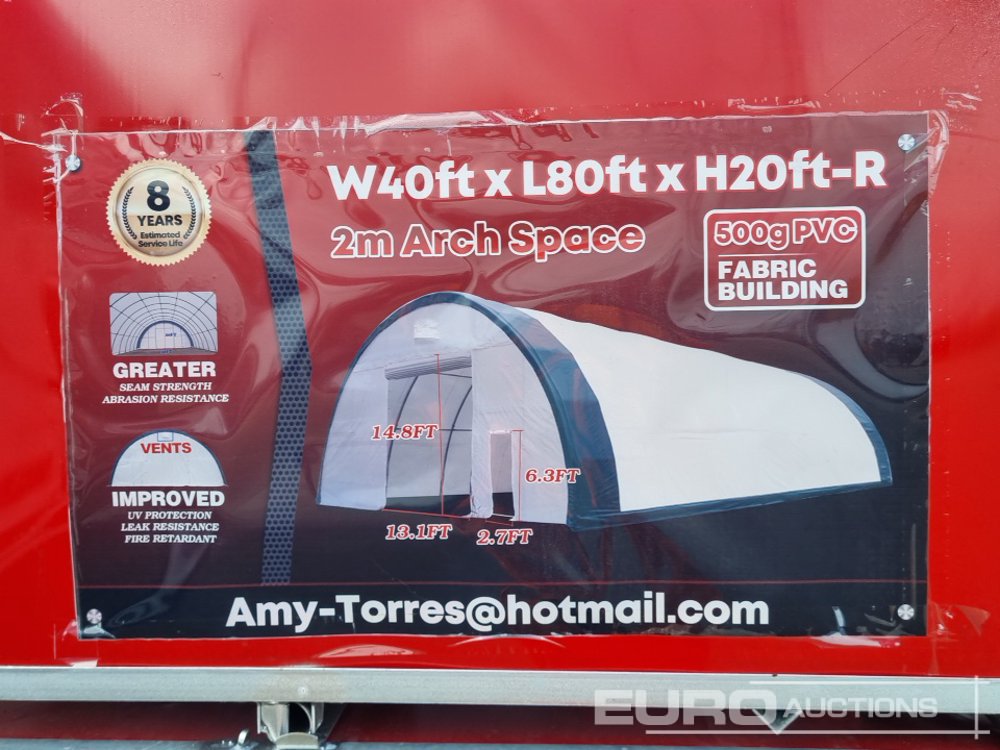 W40ft x L80ft x H20ft-R
2m Arch Space
500g PVC
FABRIC
BUILDING
8
YEARS
Estimated
Service Life
GREATER
SEAM STRENGTH
ABRASION RESISTANCE
VENTS
IMPROVED
UV PROTECTION
LEAK RESISTANCE
FIRE RETARDANT
14.8FT
6.3FT
13.1FT
2.7FT
Amy-Torres@hotmail.com
EURO AUCTIONS